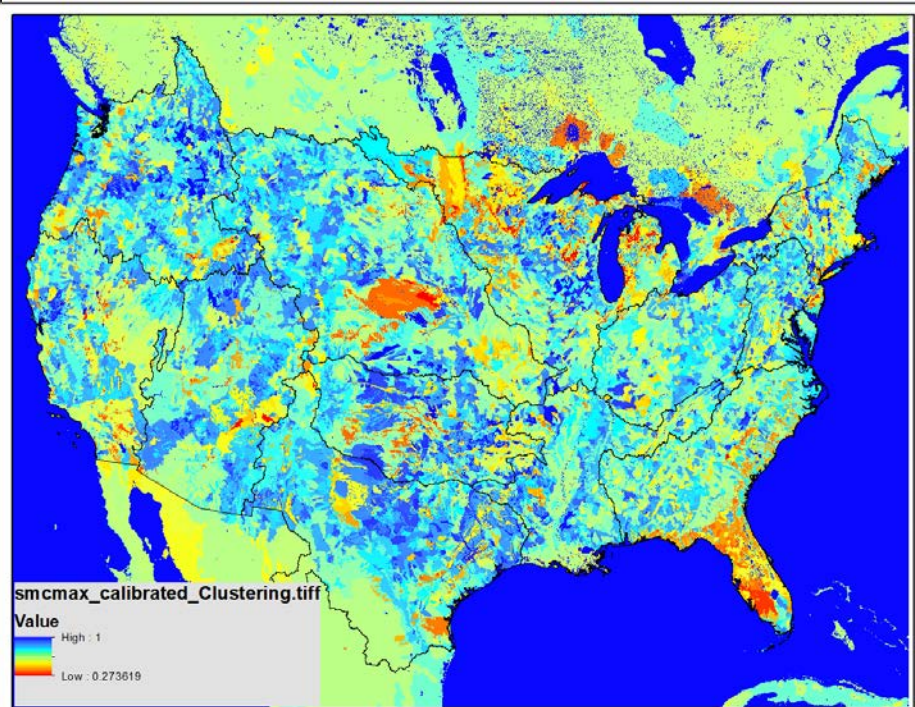 smcmax_calibrated_Clustering.tiff
Value
High : 1
Low : 0.273619